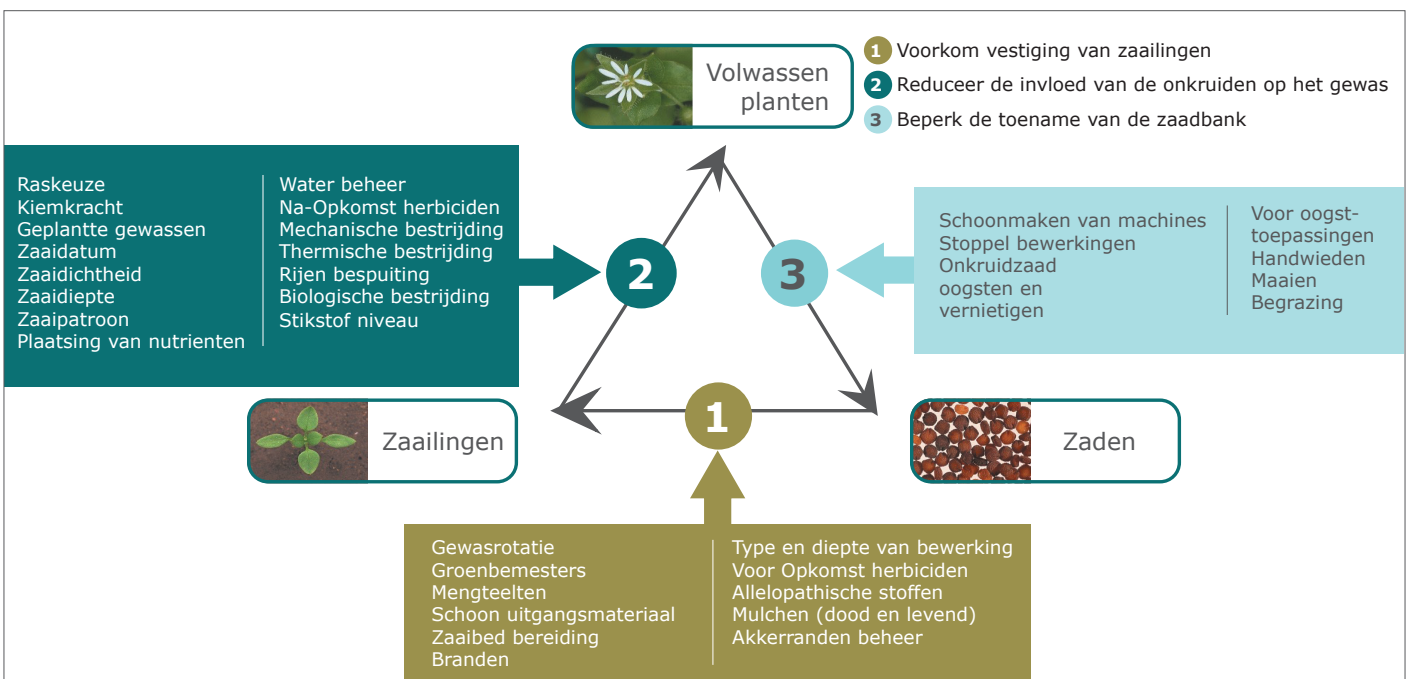 Volwassen
planten
1 Voorkom vestiging van zaailingen
2 Reduceer de invloed van de onkruiden op het gewas
3 Beperk de toename van de zaadbank
Raskeuze
Kiemkracht
Geplantte gewassen
Zaaidatum
Zaaidichtheid
Zaaidiepte
Zaaipatroon
Plaatsing van nutrienten
Water beheer
Na-Opkomst herbiciden
Mechanische bestrijding
Thermische bestrijding
Rijen bespuiting
Biologische bestrijding
Stikstof niveau
2
3
Schoonmaken van machines
Stoppel bewerkingen
Onkruidzaad
oogsten en
vernietigen
Voor oogst-
toepassingen
Handwieden
Maaien
Begrazing
Zaailingen
1
Zaden
Gewasrotatie
Groenbemesters
Mengteelten
Schoon uitgangsmateriaal
Zaaibed bereiding
Branden
Type en diepte van bewerking
Voor Opkomst herbiciden
Allelopathische stoffen
Mulchen (dood en levend)
Akkerranden beheer